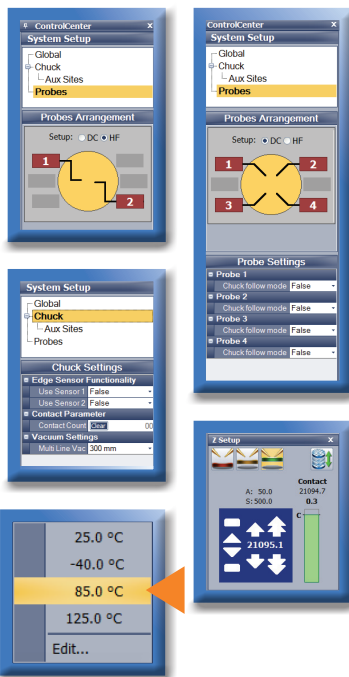 ControlCenter x
System Setup
Global
Chuck
Aux Sites
Probes
Probes Arrangement
Setup: DC HF
1
2
System Setup
Global
Chuck
Aux Sites
Probes
Chuck Settings
Edge Sensor Functionality
Use Sensor 1 False
Use Sensor 2 False
Contact Parameter
Contact Count Clear 00
Vacuum Settings
Multi Line Vac 300 mm
25.0 °C
-40.0 °C
85.0 °C
125.0 °C
Edit...
ControlCenter x
System Setup
Global
Chuck
Aux Sites
Probes
Probes Arrangement
Setup: DC HF
1 2
3 4
Probe Settings
Probe 1
Chuck follow mode False
Probe 2
Chuck follow mode False
Probe 3
Chuck follow mode False
Probe 4
Chuck follow mode False
Z Setup X
Contact
A: 50.0 21094.7
S: 500.0 0.3
C
21095.1